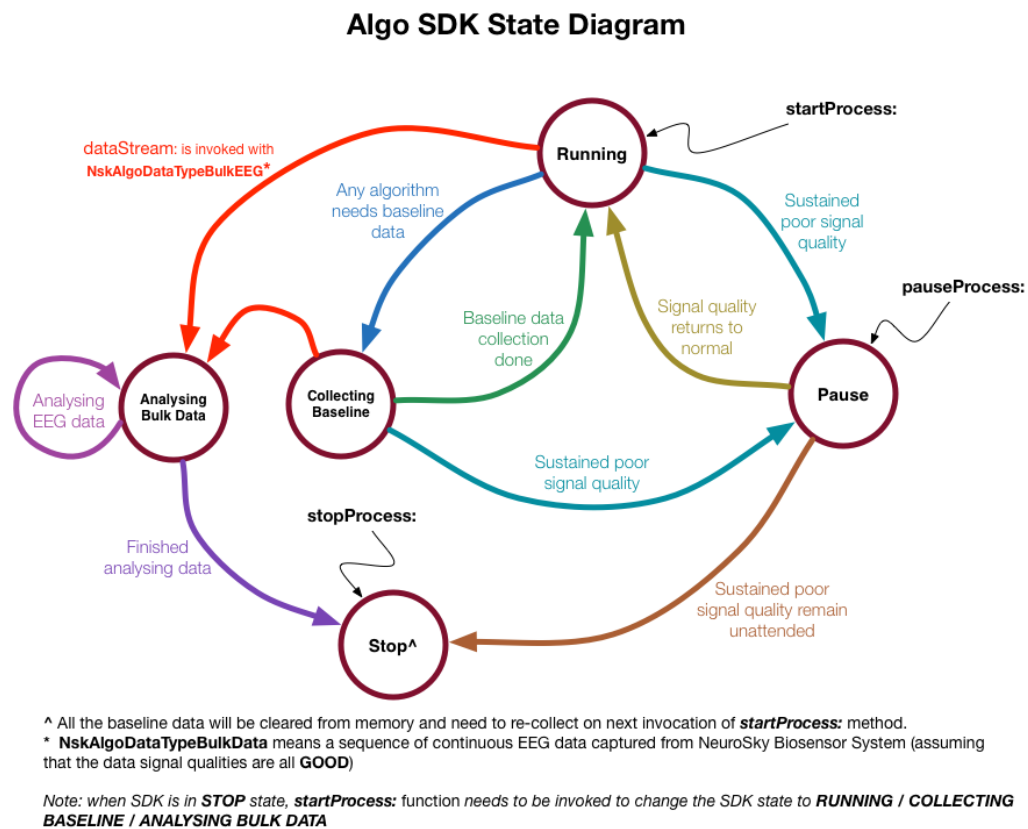 Algo SDK State Diagram
startProcess:
Running
dataStream: is invoked with
NskAlgoDataTypeBulkEEG*
Any algorithm
needs baseline
data
Sustained
poor signal
quality
pauseProcess:
Baseline data
collection
done
Signal quality
returns to
normal
Analysing
EEG data
Analysing
Bulk Data
Collecting
Baseline
Pause
Sustained poor
signal quality
stopProcess:
Finished
analysing data
Sustained poor
signal quality remain
unattended
Stop^
^ All the baseline data will be cleared from memory and need to re-collect on next invocation of startProcess: method.
* NskAlgoDataTypeBulkData means a sequence of continuous EEG data captured from NeuroSky Biosensor System (assuming
that the data signal qualities are all GOOD)
Note: when SDK is in STOP state, startProcess: function needs to be invoked to change the SDK state to RUNNING / COLLECTING
BASELINE / ANALYSING BULK DATA